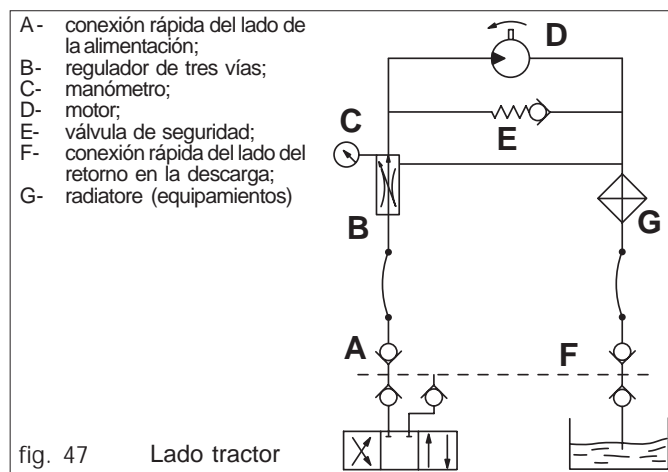 A- conexión rápida del lado de
la alimentación;
B- regulador de tres vías;
C- manómetro;
D- motor;
E- válvula de seguridad;
F- conexión rápida del lado del
retorno en la descarga;
G- radiatore (equipamientos)
D
C
E
B
G
A
F
fig. 47 Lado tractor